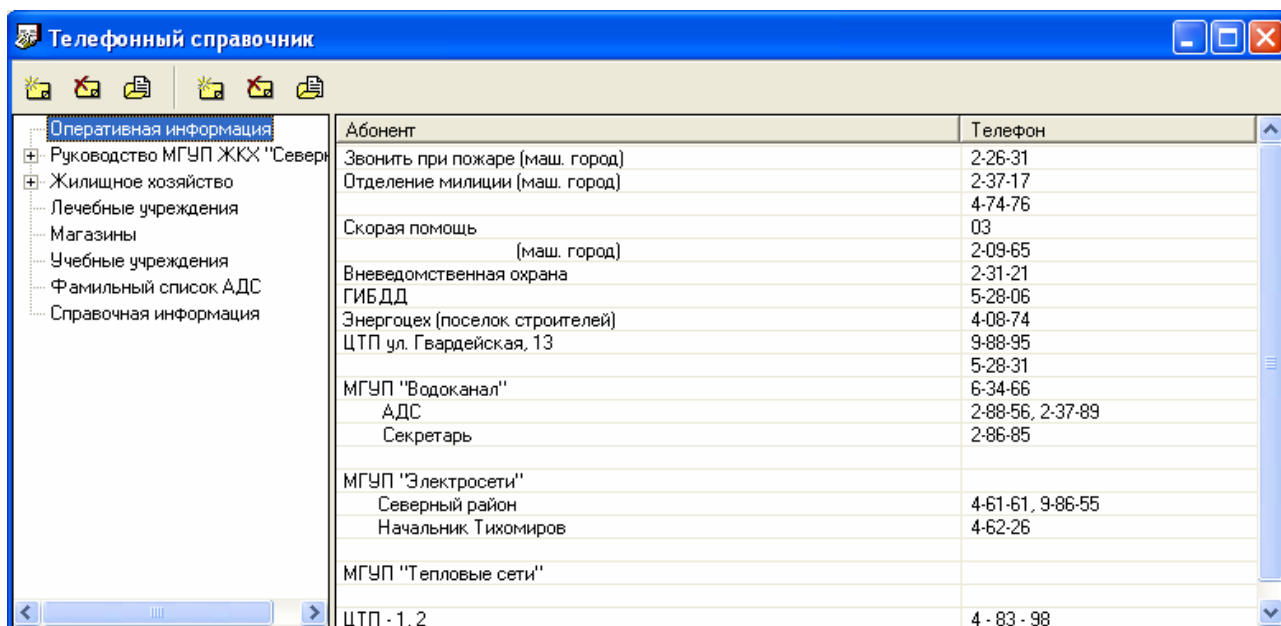 Телефонный справочник
Оперативная информация
Руководство МГУП ЖКХ "Северн
Жилищное хозяйство
Лечебные учреждения
Магазины
Учебные учреждения
Фамильный список АДС
Справочная информация
Абонент Телефон
Звонить при пожаре (маш. город) 2-26-31
Отделение милиции (маш. город) 2-37-17
4-74-76
Скорая помощь 03
(маш. город) 2-09-65
Вневедомственная охрана 2-31-21
ГИБДД 5-28-06
Энергоцех (поселок строителей) 4-08-74
ЦТП ул. Гвардейская, 13 9-88-95
5-28-31
МГУП "Водоканал" 6-34-66
АДС 2-88-56, 2-37-89
Секретарь 2-86-85
МГУП "Электросети"
Северный район 4-61-61, 9-86-55
Начальник Тихомиров 4-62-26
МГУП "Тепловые сети"
ЦТП - 1, 2 4 - 83 - 98